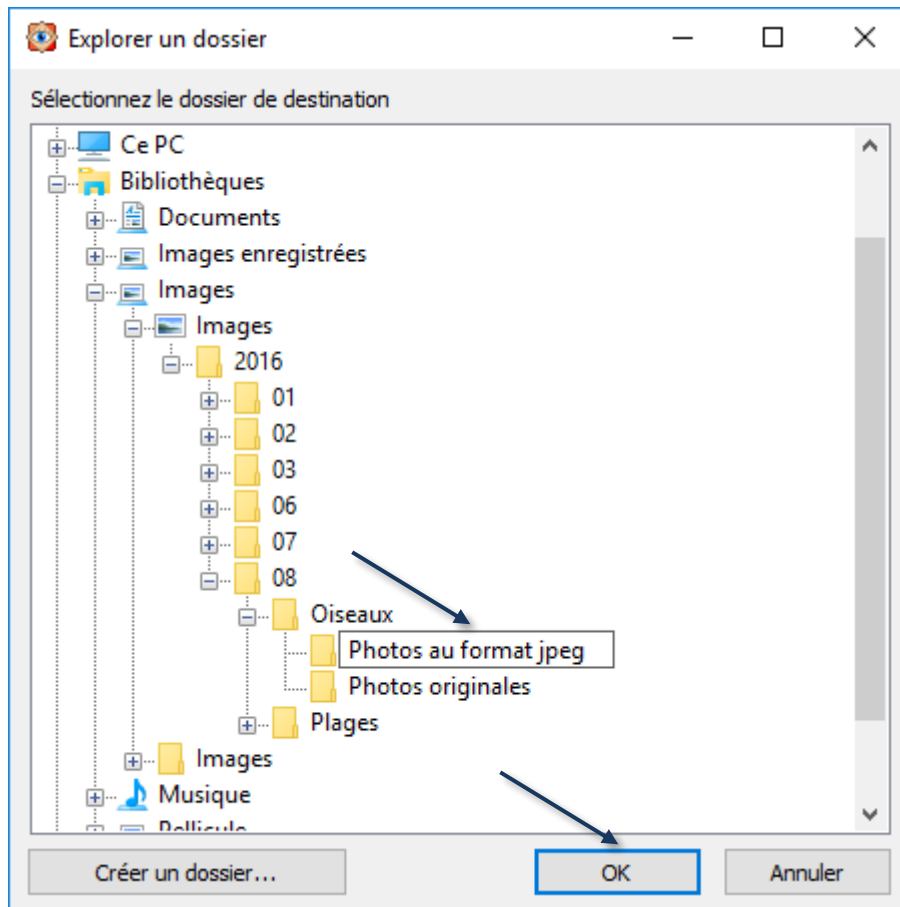 Explorer un dossier
Sélectionnez le dossier de destination
Ce PC
Bibliothèques
Documents
Images enregistrées
Images
Images
2016
01
02
03
06
07
08
Oiseaux
Photos au format jpeg
Photos originales
Plages
Images
Musique
Pellicule
Créer un dossier... OK Annuler